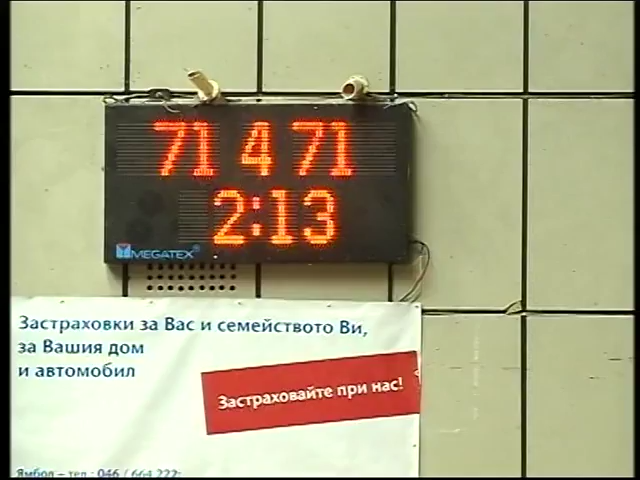 71 4 71
2:13
MEGATEX
Застраховки за Вас и семейството Ви,
за Вашия дом
и автомобил
Застраховайте при нас!
Ямбол – тел.: 046 / 664 222;